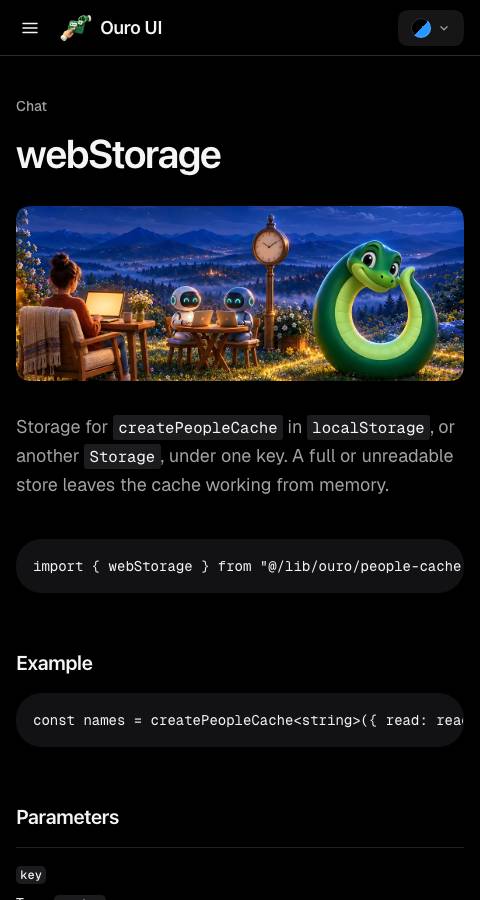 Ouro UI
Chat
webStorage
Storage for createPeopleCache in localStorage, or
another Storage, under one key. A full or unreadable
store leaves the cache working from memory.
import { webStorage } from "@/lib/ouro/people-cache
Example
const names = createPeopleCache<string>({ read: rea
Parameters
key